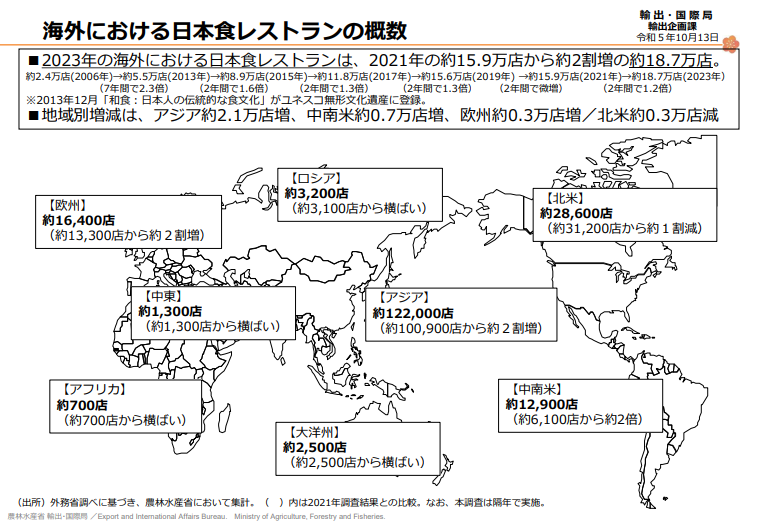 海外における日本食レストランの概数
輸出・国際局
輸出企画課
令和５年10月13日
■2023年の海外における日本食レストランは、2021年の約15.9万店から約2割増の約18.7万店。
約2.4万店(2006年)→約5.5万店(2013年)→約8.9万店(2015年)→約11.8万店(2017年)→約15.6万店(2019年) →約15.9万店(2021年)→約18.7万店(2023年)
(7年間で2.3倍) (2年間で1.6倍) (2年間で1.3倍) (2年間で1.3倍) (2年間で微増) (2年間で1.2倍)
※2013年12月「和食：日本人の伝統的な食文化」がユネスコ無形文化遺産に登録。
■地域別増減は、アジア約2.1万店増、中南米約0.7万店増、欧州約0.3万店増／北米約0.3万店減
【ロシア】
約3,200店
（約3,100店から横ばい）
【欧州】
約16,400店
（約13,300店から約２割増）
【北米】
約28,600店
（約31,200店から約１割減）
【中東】
約1,300店
（約1,300店から横ばい）
【アジア】
約122,000店
（約100,900店から約２割増）
【アフリカ】
約700店
（約700店から横ばい）
【中南米】
約12,900店
（約6,100店から約2倍）
【大洋州】
約2,500店
（約2,500店から横ばい）
（出所）外務省調べに基づき、農林水産省において集計。（　）内は2021年調査結果との比較。なお、本調査は隔年で実施。
農林水産省 輸出・国際局 ／Export and International Affairs Bureau.　Ministry of Agriculture, Forestry and Fisheries.